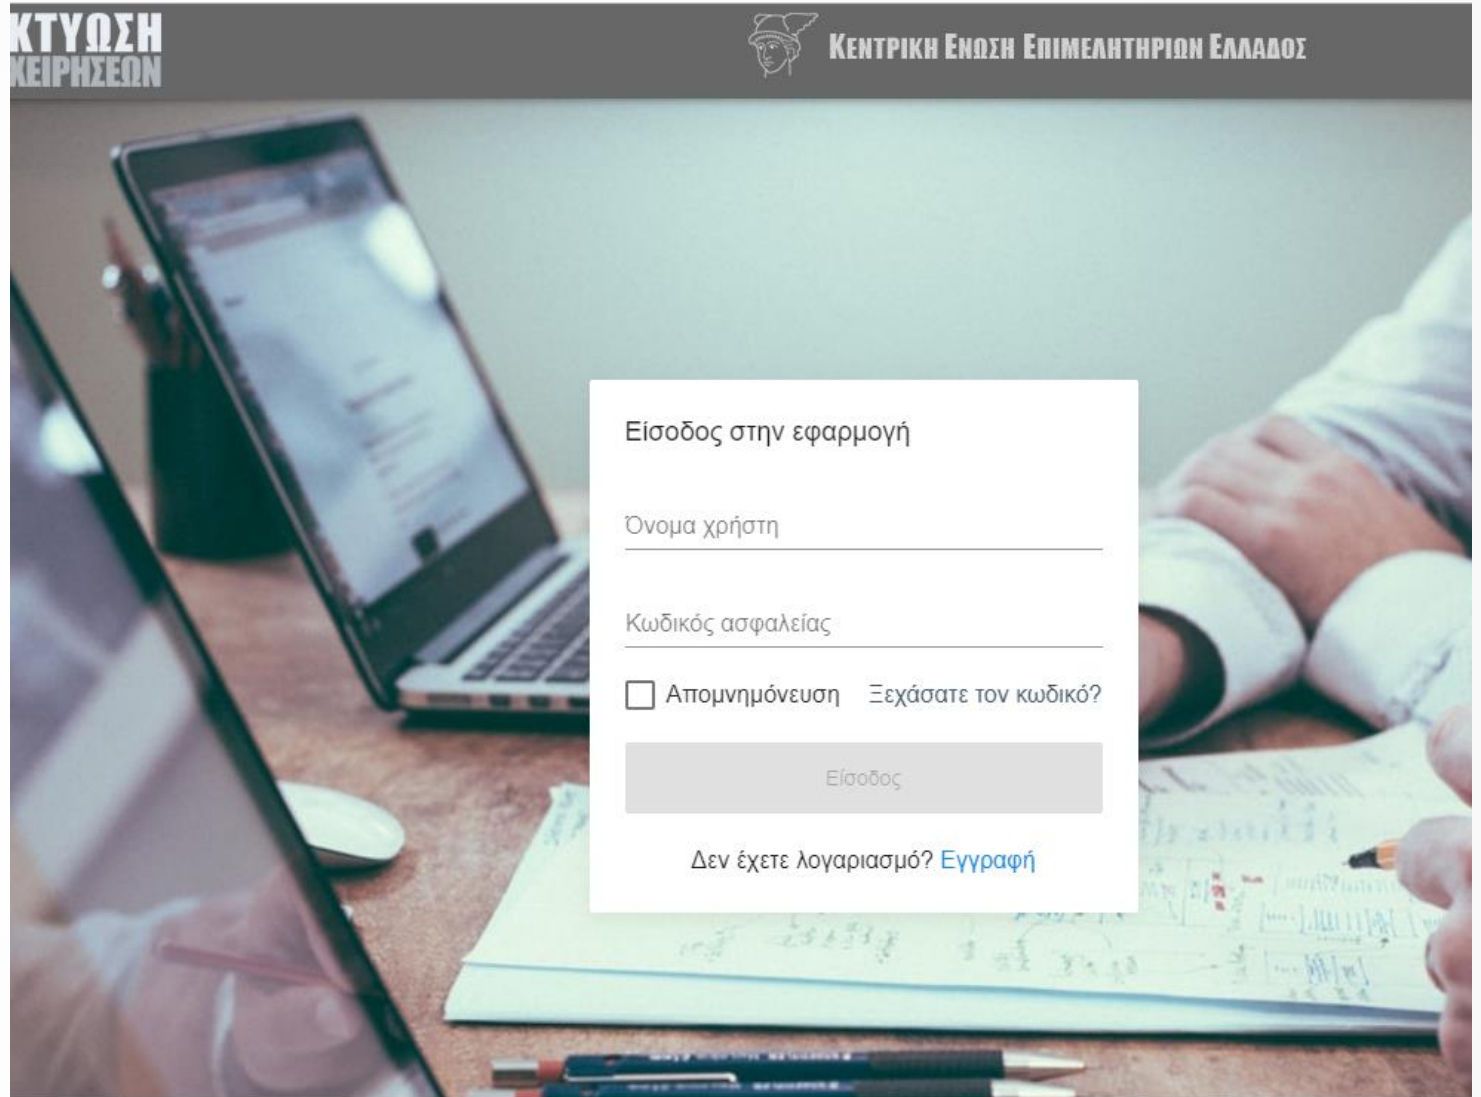 ΚΤΥΩΣΗ
ΧΕΙΡΗΣΕΩΝ
ΚΕΝΤΡΙΚΗ ΕΝΩΣΗ ΕΠΙΜΕΛΗΤΗΡΙΩΝ ΕΛΛΑΔΟΣ
Είσοδος στην εφαρμογή
Όνομα χρήστη
Κωδικός ασφαλείας
Απομνημόνευση Ξεχάσατε τον κωδικό?
Είσοδος
Δεν έχετε λογαριασμό? Εγγραφή